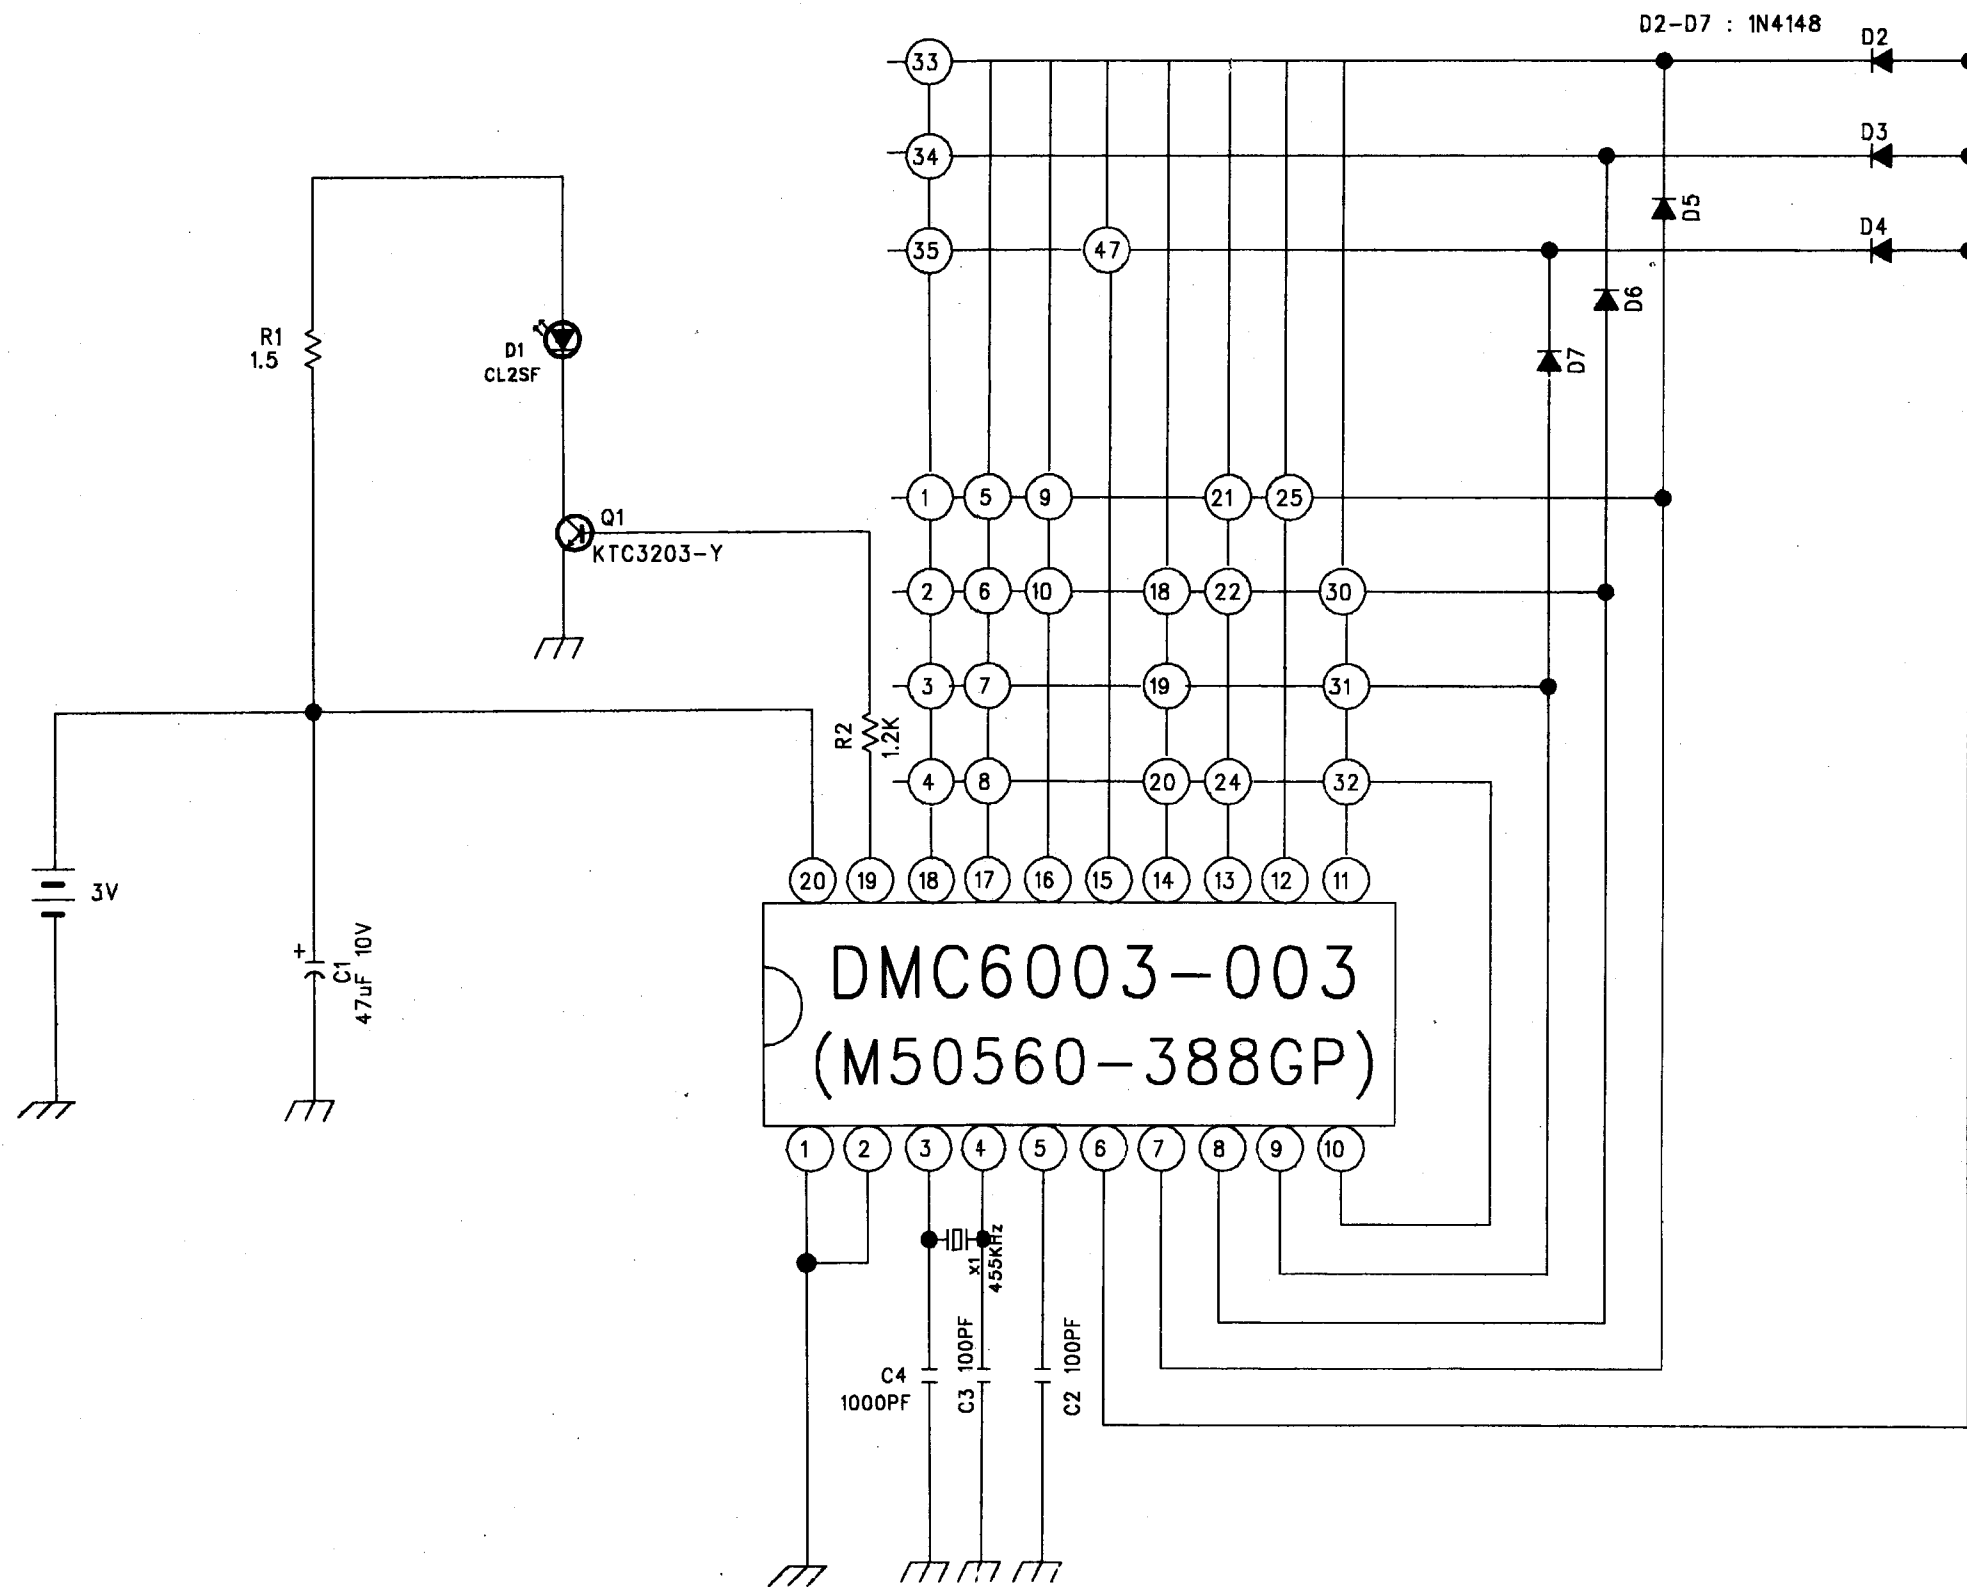 D2-D7 : 1N4148
D2
33
D3
34
D5
D4
35
47
D6
R1
1.5
D1
CL2SF
D7
1
5
9
21
25
Q1
KTC3203-Y
2
6
10
18
22
30
3
7
19
31
R2
1.2K
4
8
20
24
32
3V
20
19
18
17
16
15
14
13
12
11
+
C1
47uF 10V
DMC6003-003
(M50560-388GP)
1
2
3
4
5
6
7
8
9
10
X1
455KHz
C4
1000PF
C3 100PF
C2 100PF